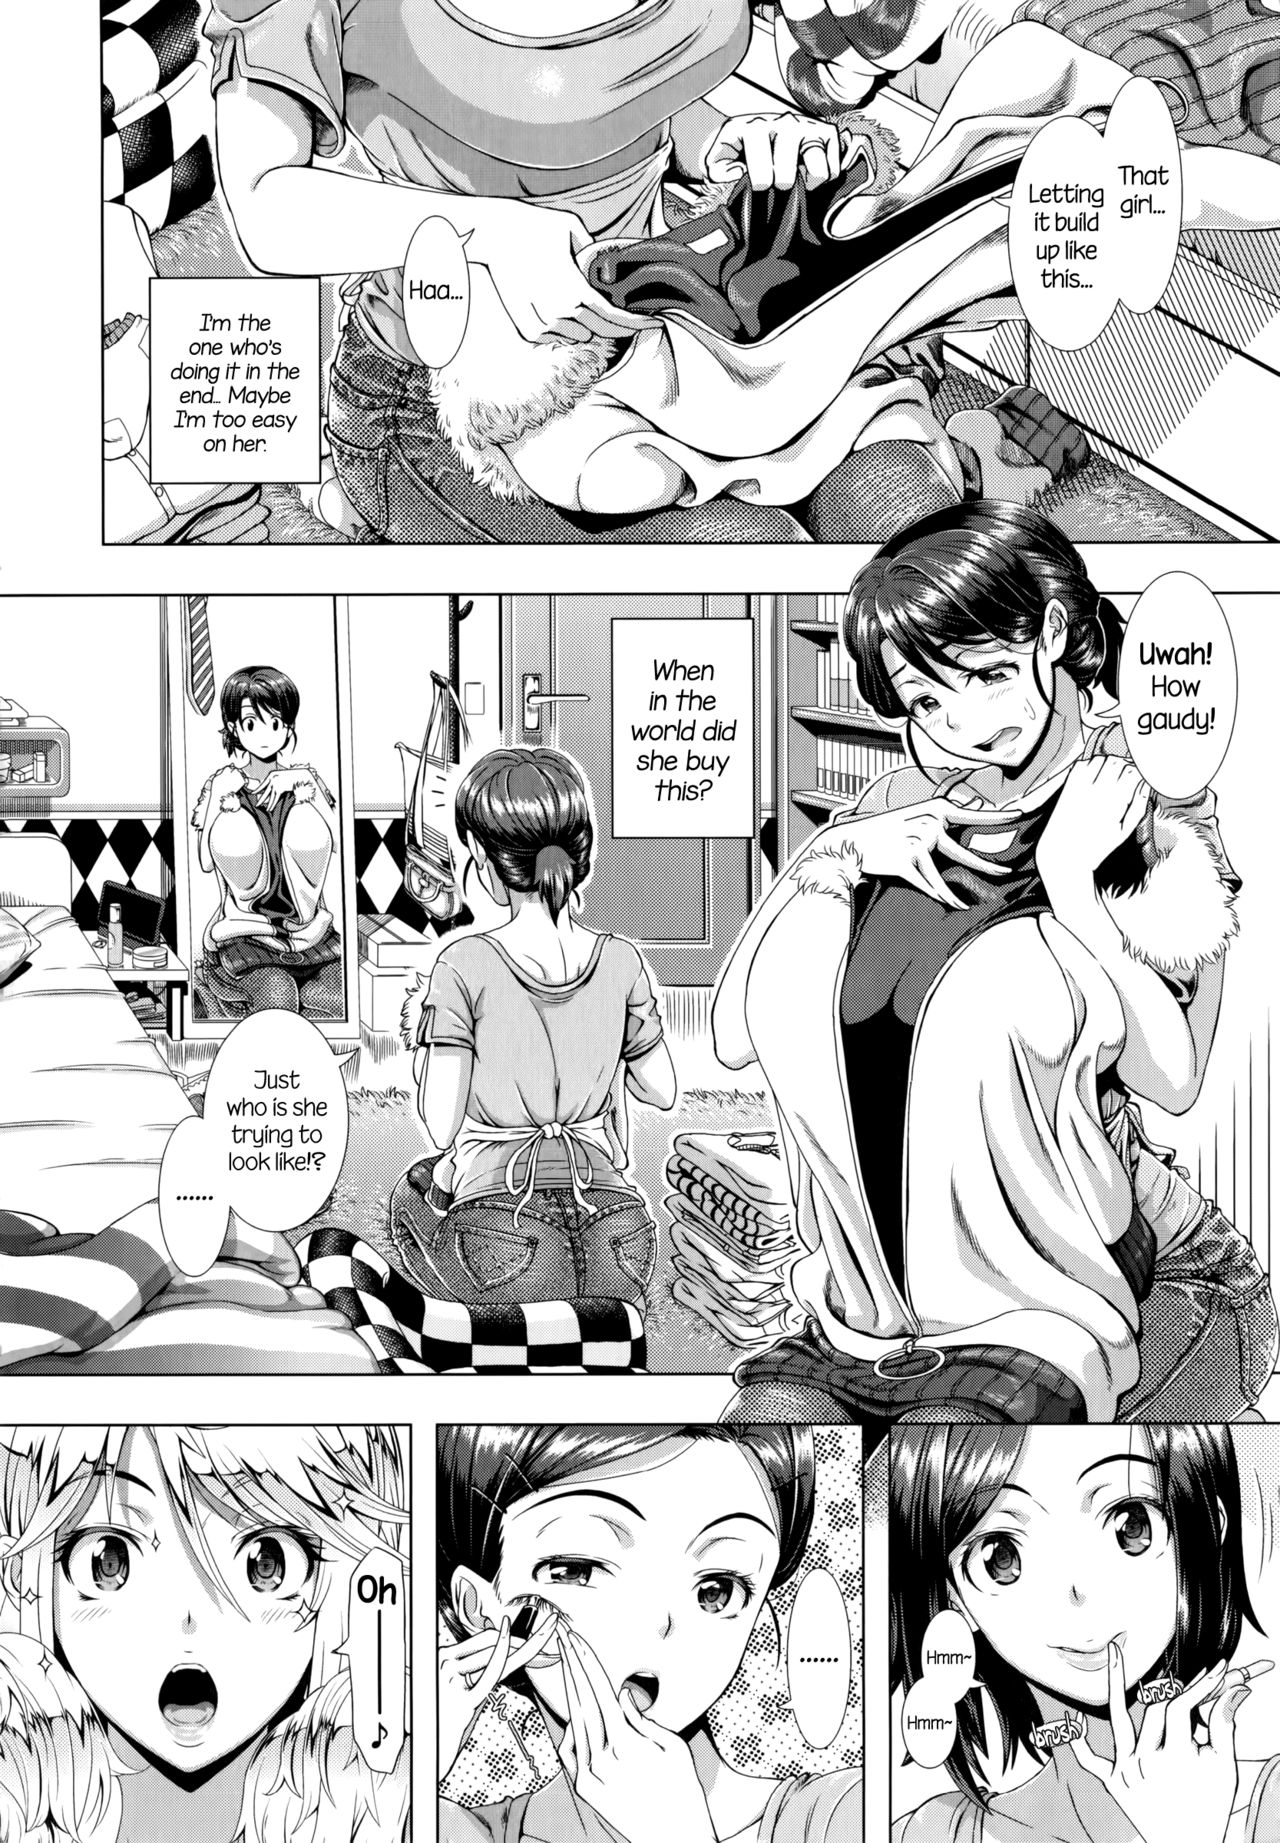 That
girl...
Letting
it build
up like
this...
Haa...
I'm the
one who's
doing it in the
end... Maybe
I'm too easy
on her.
Uwah!
How
gaudy!
When
in the
world did
she buy
this?
Just
who is she
trying to
look like!?
......
Hmm~
Hmm~
brush
brush
......
Oh
♪